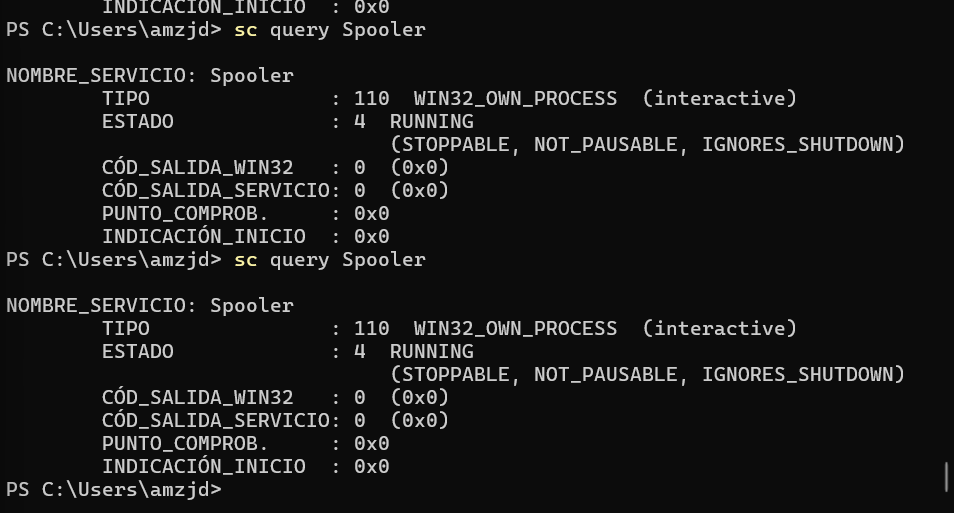 INDICACIÓN_INICIO  : 0x0
PS C:\Users\amzjd> sc query Spooler
NOMBRE_SERVICIO: Spooler
        TIPO               : 110  WIN32_OWN_PROCESS  (interactive)
        ESTADO             : 4  RUNNING
                                (STOPPABLE, NOT_PAUSABLE, IGNORES_SHUTDOWN)
        CÓD_SALIDA_WIN32   : 0  (0x0)
        CÓD_SALIDA_SERVICIO: 0  (0x0)
        PUNTO_COMPROB.     : 0x0
        INDICACIÓN_INICIO  : 0x0
PS C:\Users\amzjd> sc query Spooler
NOMBRE_SERVICIO: Spooler
        TIPO               : 110  WIN32_OWN_PROCESS  (interactive)
        ESTADO             : 4  RUNNING
                                (STOPPABLE, NOT_PAUSABLE, IGNORES_SHUTDOWN)
        CÓD_SALIDA_WIN32   : 0  (0x0)
        CÓD_SALIDA_SERVICIO: 0  (0x0)
        PUNTO_COMPROB.     : 0x0
        INDICACIÓN_INICIO  : 0x0
PS C:\Users\amzjd>